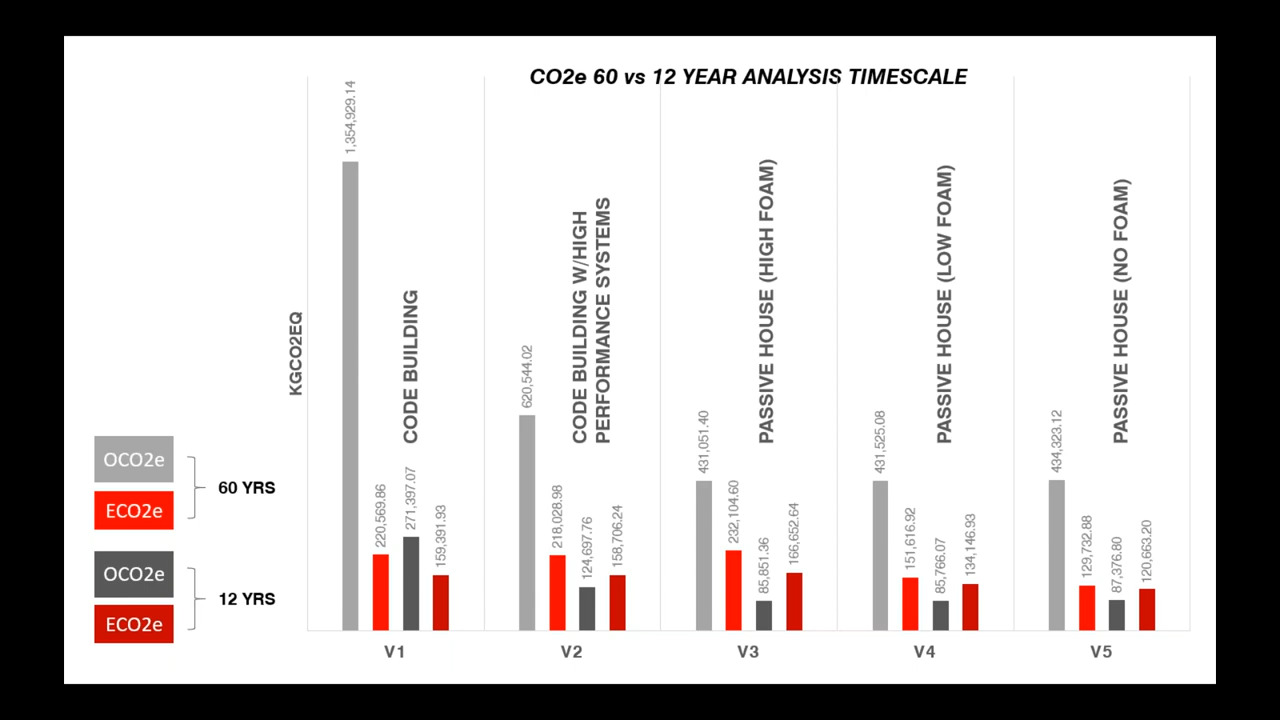 CO2e 60 vs 12 YEAR ANALYSIS TIMESCALE
KGCO2EQ
OCO2e
ECO2e
60 YRS
OCO2e
ECO2e
12 YRS
1,354,929.14
220,569.86
271,397.07
159,391.93
CODE BUILDING
V1
620,544.02
218,028.98
124,697.76
158,706.24
CODE BUILDING W/HIGH
PERFORMANCE SYSTEMS
V2
431,051.40
232,104.60
85,851.36
166,652.64
PASSIVE HOUSE (HIGH FOAM)
V3
431,525.08
151,616.92
85,766.07
134,146.93
PASSIVE HOUSE (LOW FOAM)
V4
434,323.12
129,732.88
87,376.80
120,663.20
PASSIVE HOUSE (NO FOAM)
V5